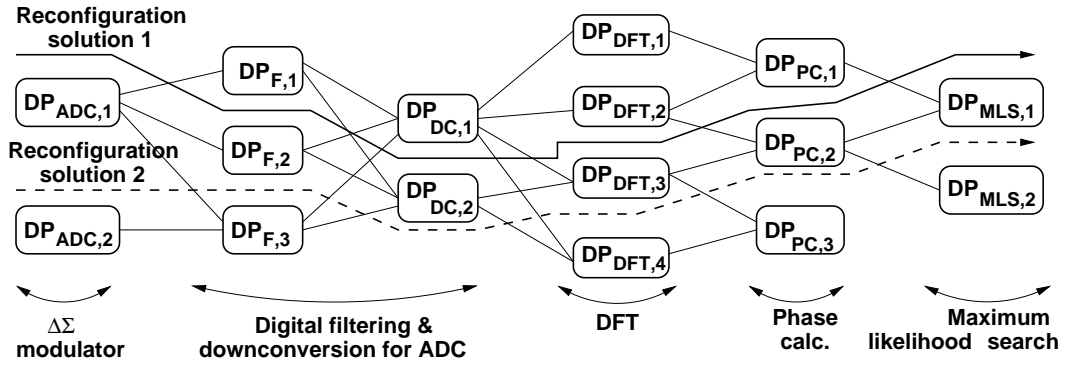 Reconfiguration
solution 1
DP_ADC,1
Reconfiguration
solution 2
DP_ADC,2
DP_F,1
DP_F,2
DP_F,3
DP_DC,1
DP_DC,2
DP_DFT,1
DP_DFT,2
DP_DFT,3
DP_DFT,4
DP_PC,1
DP_PC,2
DP_PC,3
DP_MLS,1
DP_MLS,2
ΔΣ
modulator
Digital filtering &
downconversion for ADC
DFT
Phase
calc.
Maximum
likelihood search